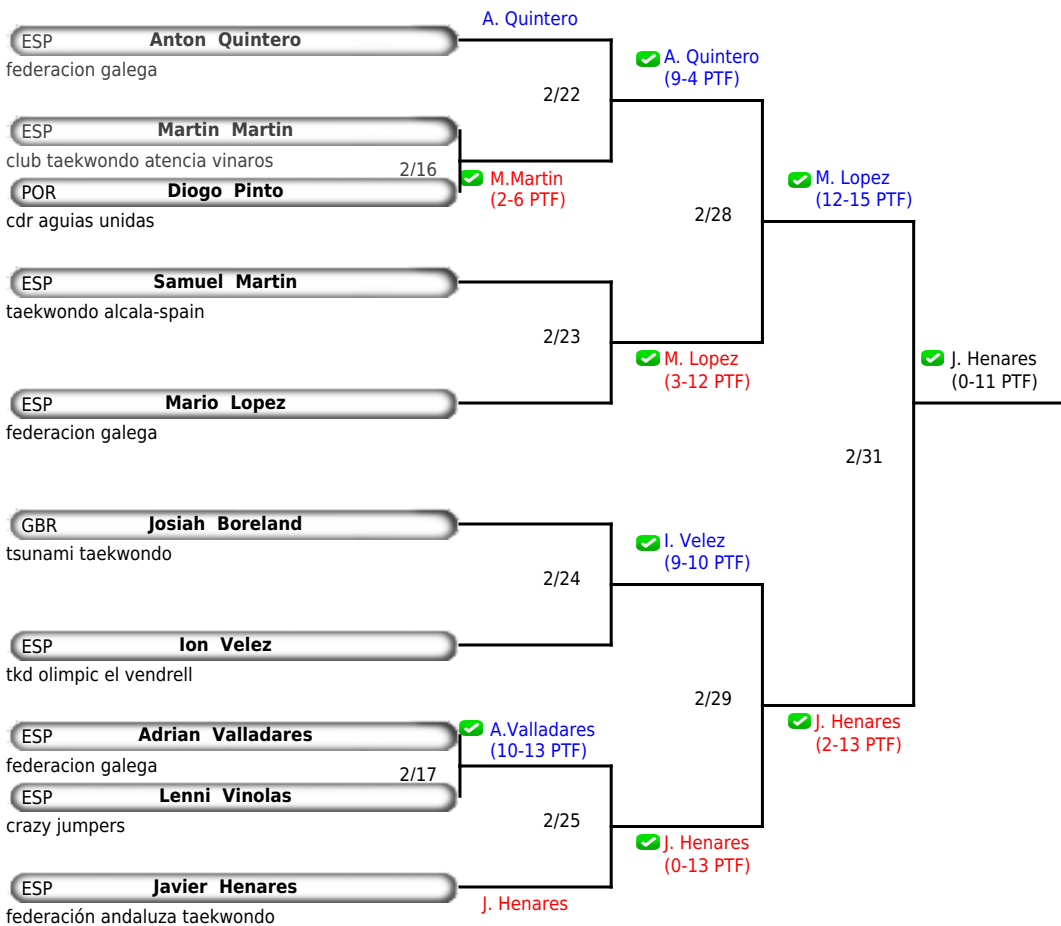 A. Quintero
ESP Anton Quintero
federacion galega
A. Quintero
(9-4 PTF)
2/22
ESP Martin Martin
club taekwondo atencia vinaros
2/16
M.Martin
(2-6 PTF)
POR Diogo Pinto
cdr aguias unidas
M. Lopez
(12-15 PTF)
2/28
ESP Samuel Martin
taekwondo alcala-spain
2/23
M. Lopez
(3-12 PTF)
J. Henares
(0-11 PTF)
ESP Mario Lopez
federacion galega
2/31
GBR Josiah Boreland
tsunami taekwondo
I. Velez
(9-10 PTF)
2/24
ESP Ion Velez
tkd olimpic el vendrell
2/29
ESP Adrian Valladares
federacion galega
A.Valladares
(10-13 PTF)
J. Henares
(2-13 PTF)
2/17
ESP Lenni Vinolas
crazy jumpers
2/25
J. Henares
(0-13 PTF)
ESP Javier Henares
federación andaluza taekwondo
J. Henares